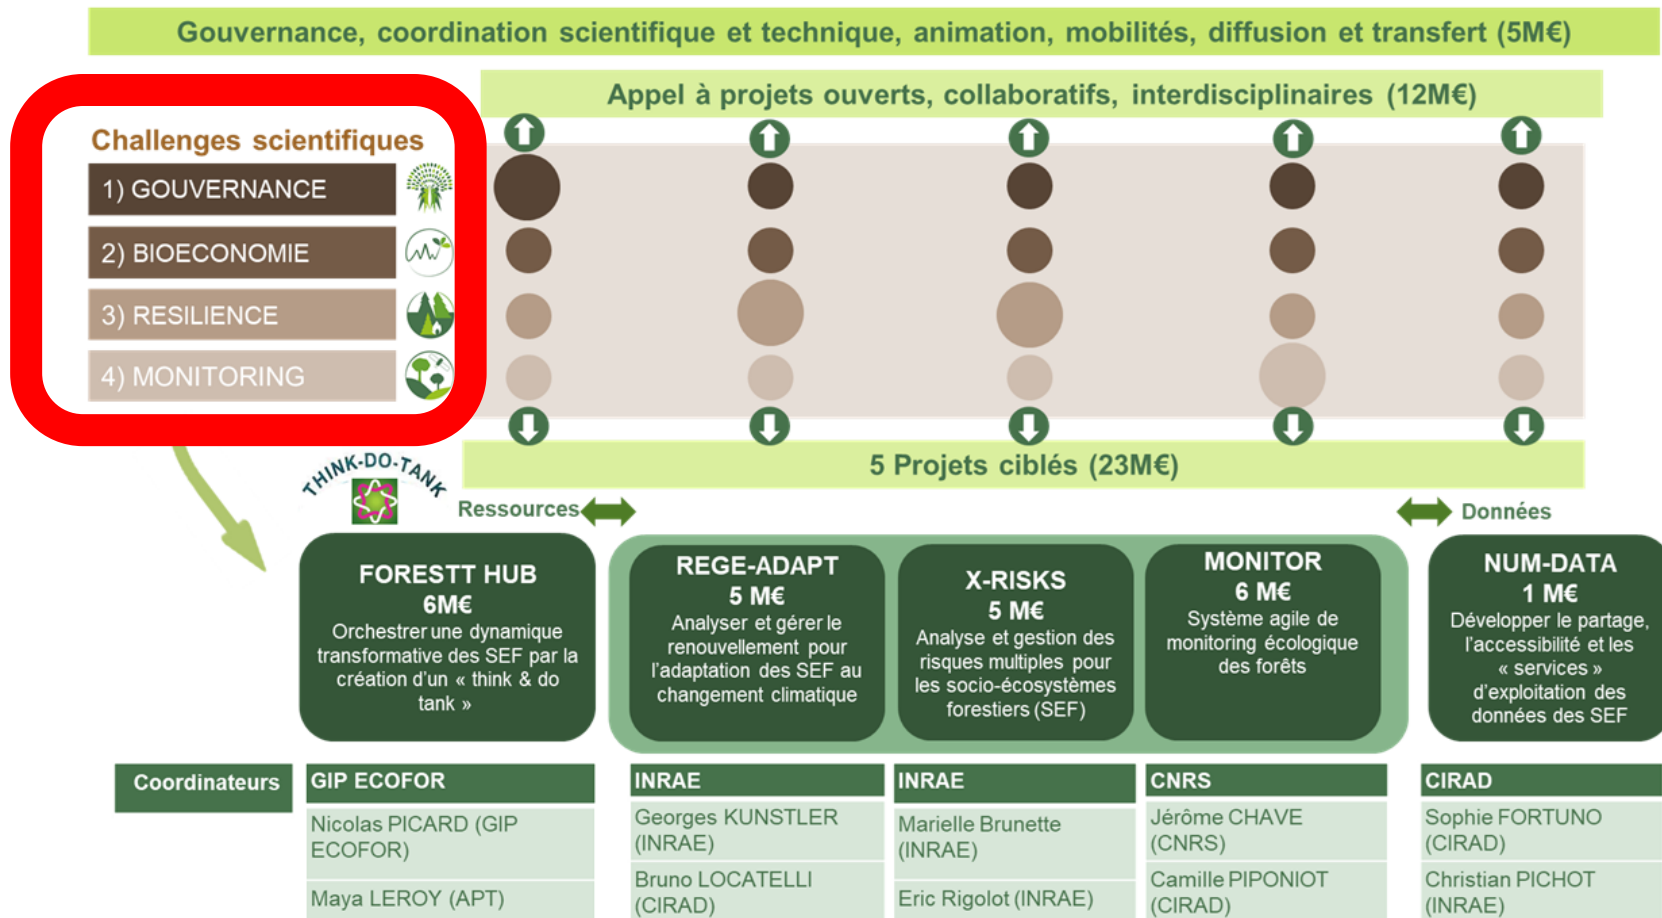 Gouvernance, coordination scientifique et technique, animation, mobilités, diffusion et transfert (5M€)
Appel à projets ouverts, collaboratifs, interdisciplinaires (12M€)
Challenges scientifiques
1) GOUVERNANCE
2) BIOECONOMIE
3) RESILIENCE
4) MONITORING
5 Projets ciblés (23M€)
THINK-DO-TANK
Ressources
Données
FORESTT HUB
6M€
Orchestrer une dynamique
transformative des SEF par la
création d'un « think & do
tank »
REGE-ADAPT
5 M€
Analyser et gérer le
renouvellement pour
l'adaptation des SEF au
changement climatique
X-RISKS
5 M€
Analyse et gestion des
risques multiples pour
les socio-écosystèmes
forestiers (SEF)
MONITOR
6 M€
Système agile de
monitoring écologique
des forêts
NUM-DATA
1 M€
Développer le partage,
l'accessibilité et les
« services »
d'exploitation des
données des SEF
Coordinateurs
GIP ECOFOR
Nicolas PICARD (GIP
ECOFOR)
Maya LEROY (APT)
INRAE
Georges KUNSTLER
(INRAE)
Bruno LOCATELLI
(CIRAD)
INRAE
Marielle Brunette
(INRAE)
Eric Rigolot (INRAE)
CNRS
Jérôme CHAVE
(CNRS)
Camille PIPONIOT
(CIRAD)
CIRAD
Sophie FORTUNO
(CIRAD)
Christian PICHOT
(INRAE)